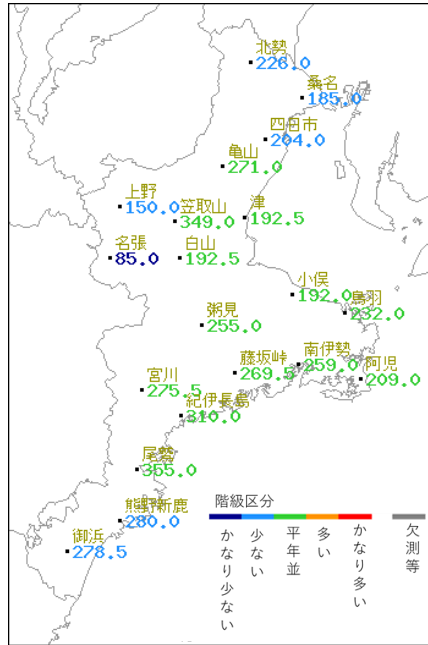 北勢
226.0
桑名
185.0
四日市
204.0
亀山
271.0
上野
150.0
笠取山
349.0
津
192.5
名張
85.0
白山
192.5
小俣
192.0
鳥羽
232.0
粥見
255.0
藤坂峠
269.5
南伊勢
259.0
阿児
209.0
宮川
275.5
紀伊長島
310.0
尾鷲
355.0
熊野新鹿
280.0
御浜
278.5
階級区分
かなり少ない
少ない
平年並
多い
かなり多い
欠測等